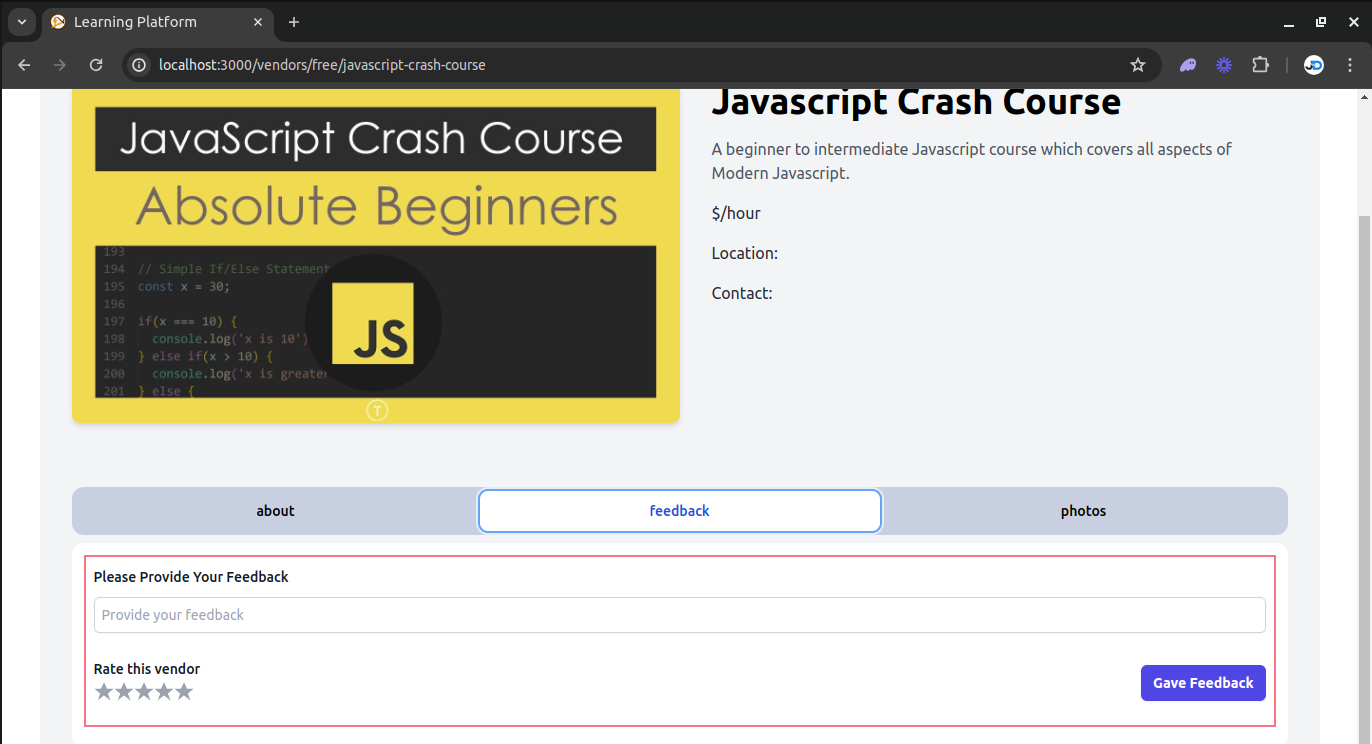 Learning Platform
localhost:3000/vendors/free/javascript-crash-course
Javascript Crash Course
JavaScript Crash Course
Absolute Beginners
193
194 // Simple If/Else Statement
195 const x = 30;
196
197 if(x === 10) {
198 console.log('x is 10')
199 } else if(x > 10) {
200 console.log('x is greater
201 } else {
JS
T
A beginner to intermediate Javascript course which covers all aspects of
Modern Javascript.
$/hour
Location:
Contact:
about feedback photos
Please Provide Your Feedback
Provide your feedback
Rate this vendor
Gave Feedback